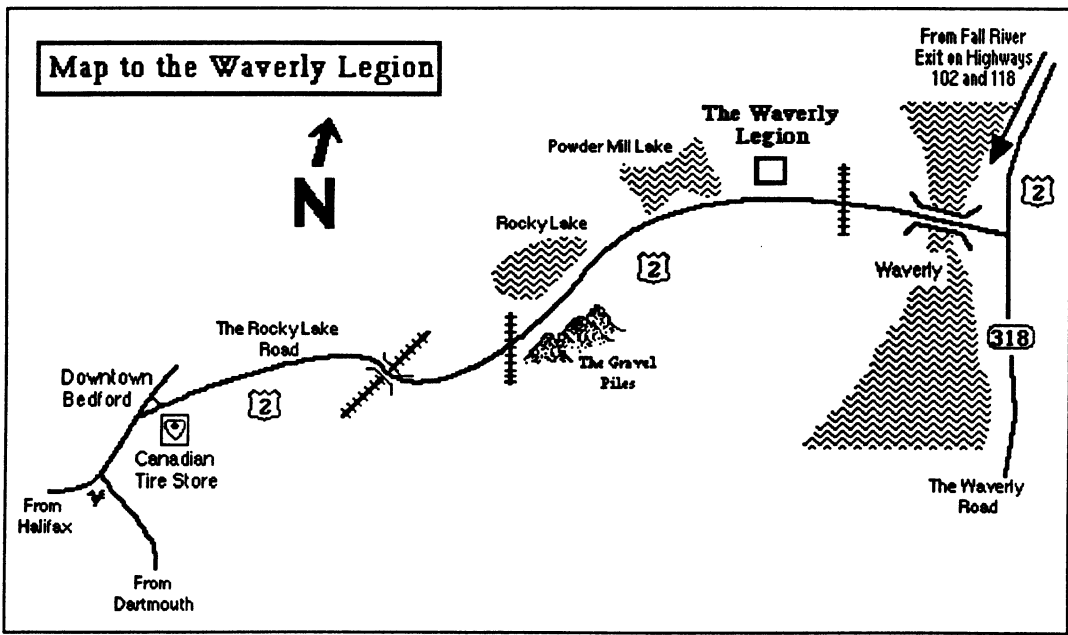 Map to the Waverly Legion
From Fall River
Exit on Highways
102 and 118
The Waverly
Legion
Powder Mill Lake
2
N
Rocky Lake
2
Waverly
The Rocky Lake
Road
318
The Gravel
Piles
Downtown
Bedford
2
Canadian
Tire Store
The Waverly
Road
From
Halifax
From
Dartmouth